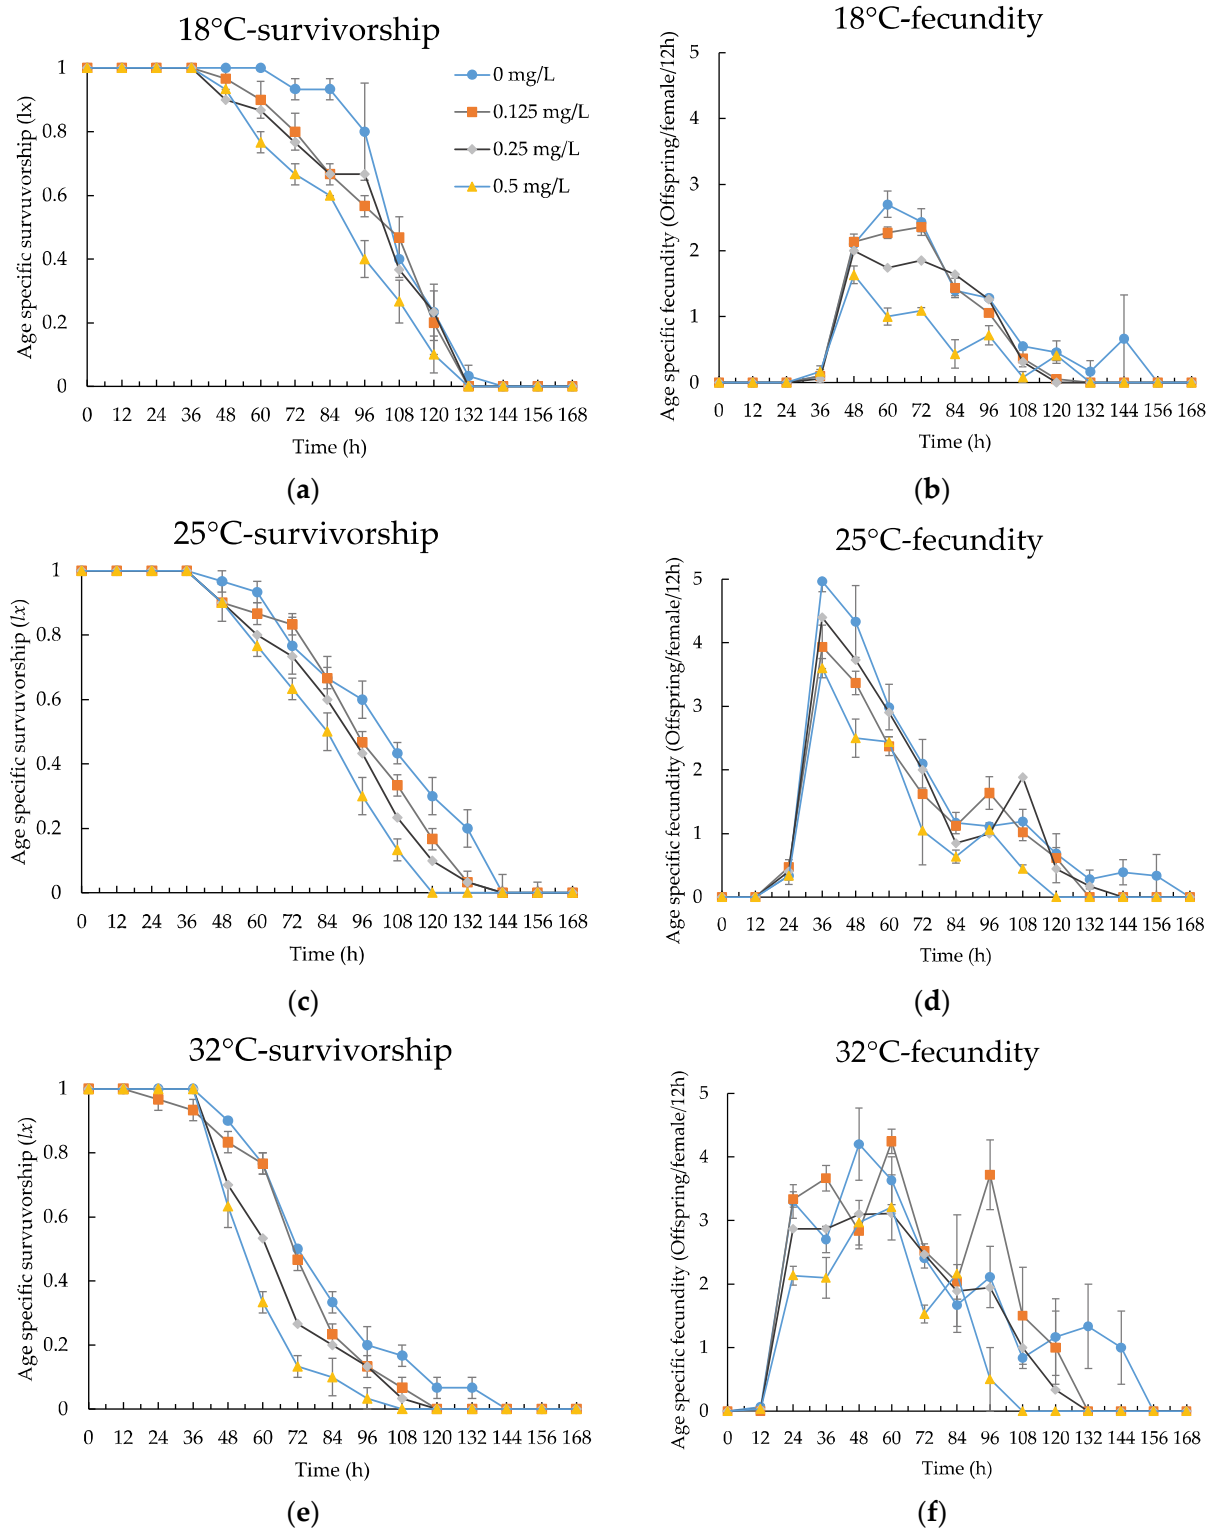 18°C-survivorship
Age specific survuvorship (lx)
1
0.8
0.6
0.4
0.2
0
0 12 24 36 48 60 72 84 96 108 120 132 144 156 168
Time (h)
0 mg/L
0.125 mg/L
0.25 mg/L
0.5 mg/L
(a)
18°C-fecundity
Age specific fecundity (Offspring/female/12h)
5
4
3
2
1
0
0 12 24 36 48 60 72 84 96 108 120 132 144 156 168
Time (h)
(b)
25°C-survivorship
Age specific survuvorship (lx)
1
0.8
0.6
0.4
0.2
0
0 12 24 36 48 60 72 84 96 108 120 132 144 156 168
Time (h)
(c)
25°C-fecundity
Age specific fecundity (Offspring/female/12h)
5
4
3
2
1
0
0 12 24 36 48 60 72 84 96 108 120 132 144 156 168
Time (h)
(d)
32°C-survivorship
Age specific survuvorship (lx)
1
0.8
0.6
0.4
0.2
0
0 12 24 36 48 60 72 84 96 108 120 132 144 156 168
Time (h)
(e)
32°C-fecundity
Age specific fecundity (Offspring/female/12h)
5
4
3
2
1
0
0 12 24 36 48 60 72 84 96 108 120 132 144 156 168
Time (h)
(f)